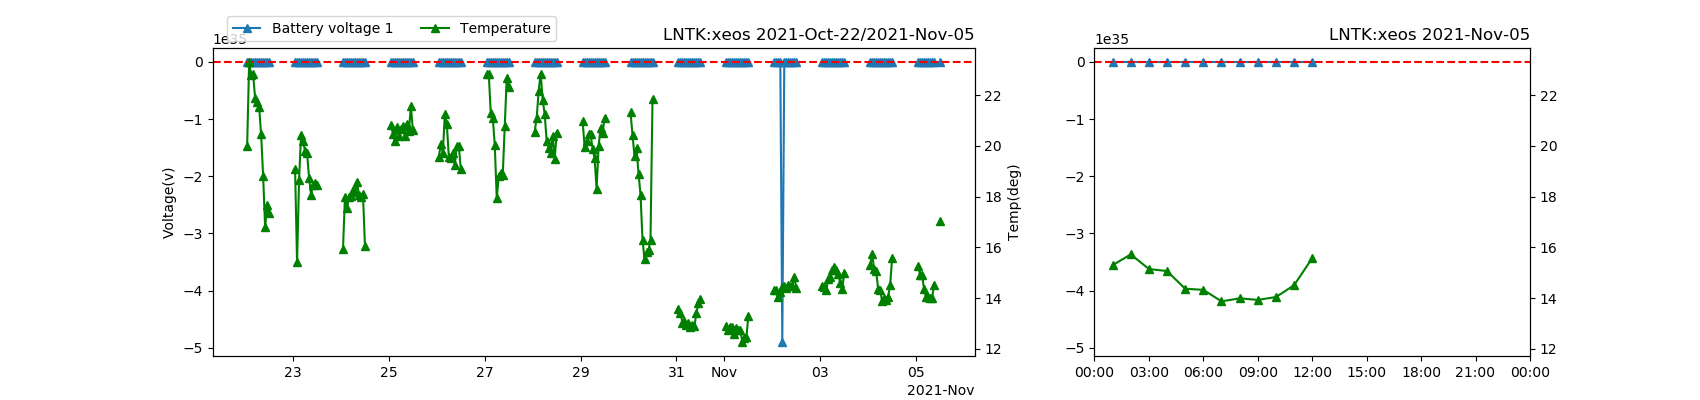 Battery voltage 1 Temperature
LNTK:xeos 2021-Oct-22/2021-Nov-05
LNTK:xeos 2021-Nov-05
1e35
1e35
0
−1
−2
−3
−4
−5
Voltage(v)
22
20
18
16
14
12
Temp(deg)
23 25 27 29 31 Nov 03 05
2021-Nov
0
−1
−2
−3
−4
−5
22
20
18
16
14
12
00:00 03:00 06:00 09:00 12:00 15:00 18:00 21:00 00:00